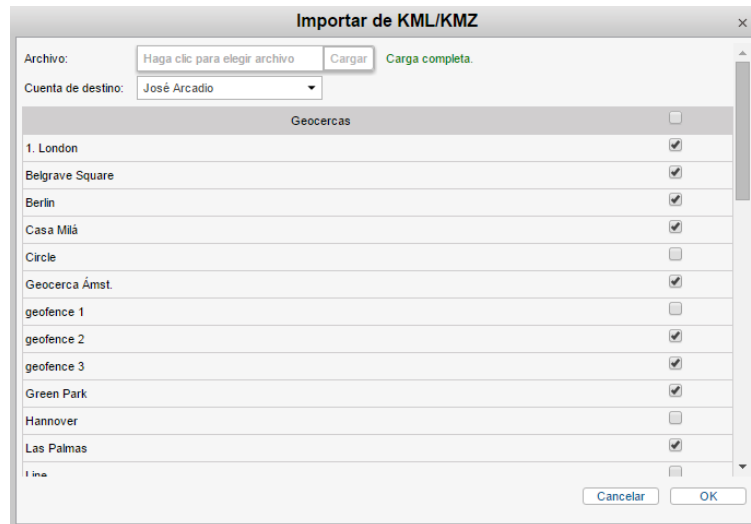 Importar de KML/KMZ
Archivo: Haga clic para elegir archivo Cargar Carga completa.
Cuenta de destino: José Arcadio
Geocercas
1. London
Belgrave Square
Berlin
Casa Milá
Circle
Geocerca Ámst.
geofence 1
geofence 2
geofence 3
Green Park
Hannover
Las Palmas
Line
Cancelar OK